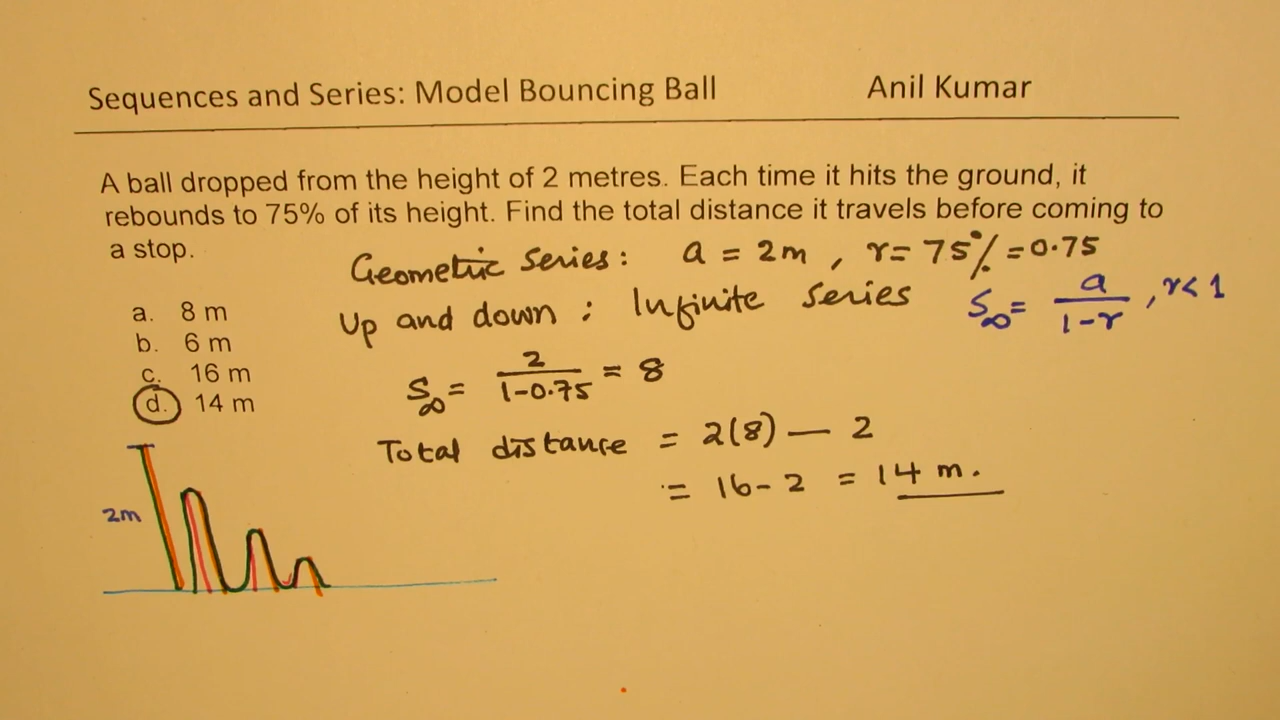 Sequences and Series: Model Bouncing Ball Anil Kumar
A ball dropped from the height of 2 metres. Each time it hits the ground, it
rebounds to 75% of its height. Find the total distance it travels before coming to
a stop.
Geometric Series: a = 2m, r = 75% = 0.75
Up and down: Infinite Series S∞ = a/(1-r), r<1
a. 8 m
b. 6 m
c. 16 m
d. 14 m
S∞ = 2/(1-0.75) = 8
Total distance = 2(8) — 2
= 16-2 = 14 m.
2m